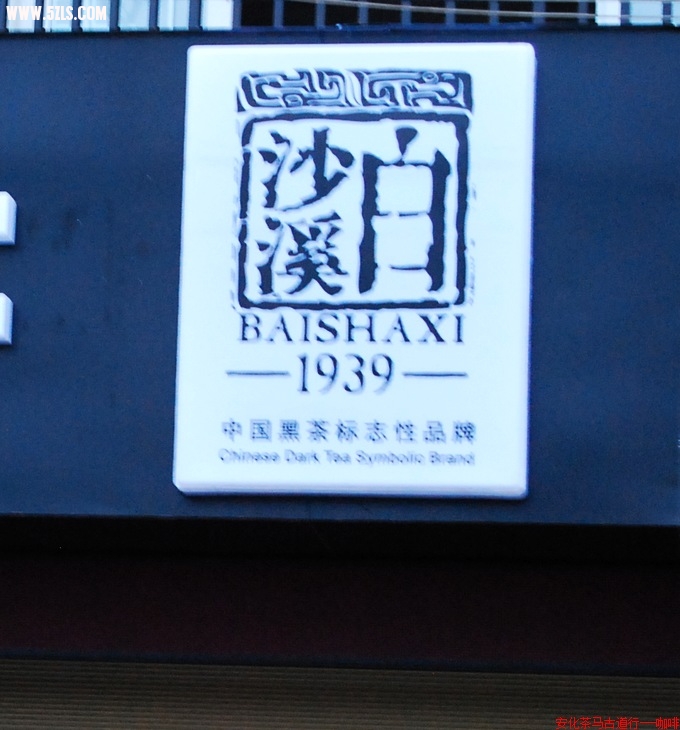 WWW.5ZLS.COM
白沙溪
BAISHAXI
1939
中国黑茶标志性品牌
Chinese Dark Tea Symbolic Brand
安化茶马古道行──咖啡